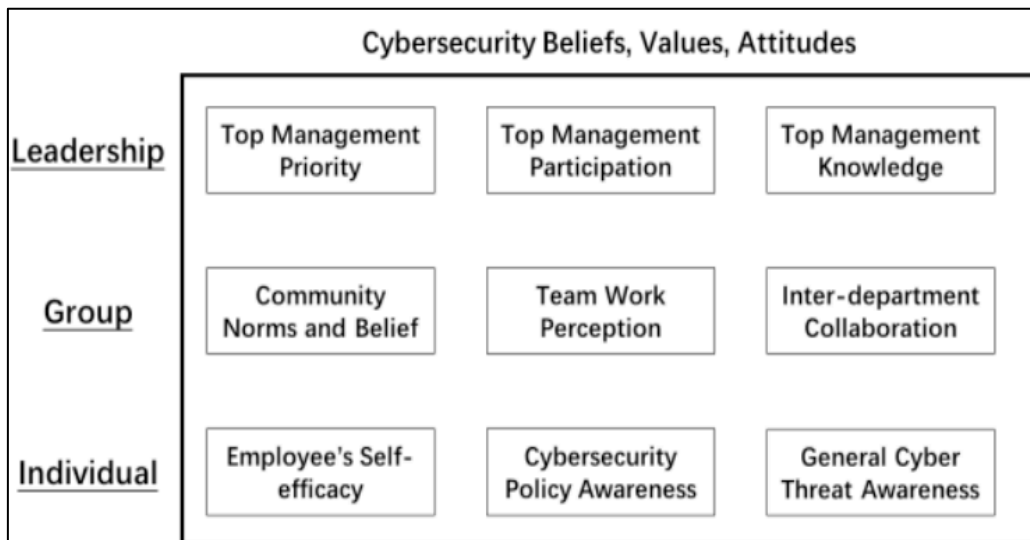 Cybersecurity Beliefs, Values, Attitudes
Leadership
Top Management
Priority
Top Management
Participation
Top Management
Knowledge
Group
Community
Norms and Belief
Team Work
Perception
Inter-department
Collaboration
Individual
Employee's Self-
efficacy
Cybersecurity
Policy Awareness
General Cyber
Threat Awareness